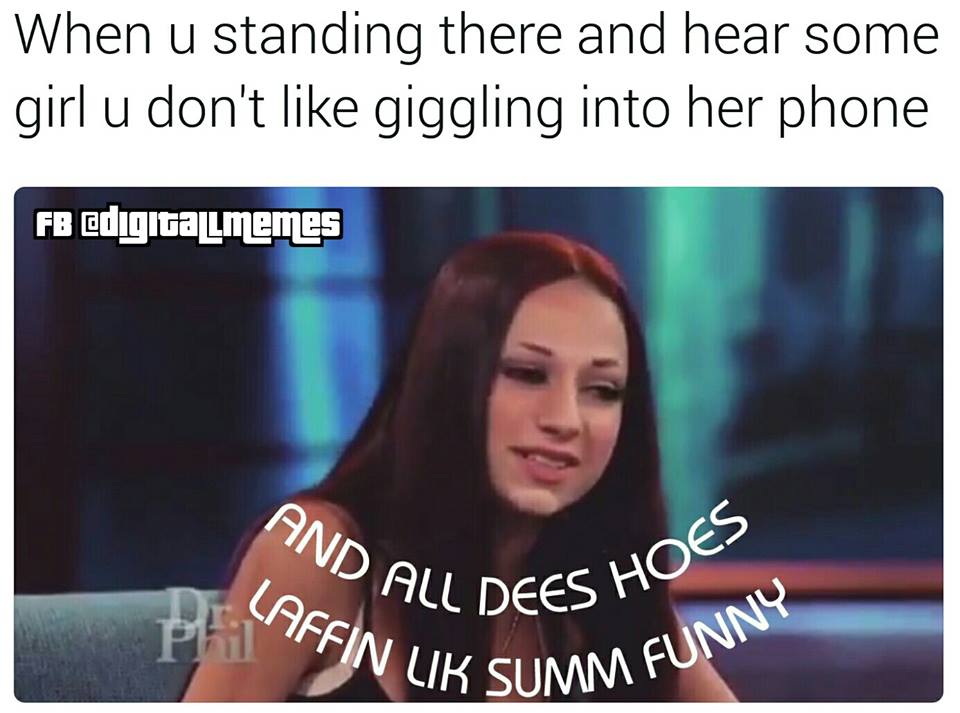 When u standing there and hear some
girl u don't like giggling into her phone
FB @digitallmemes
AND ALL DEES HOES
LAFFIN LIK SUMM FUNNY
Dr.
Phil